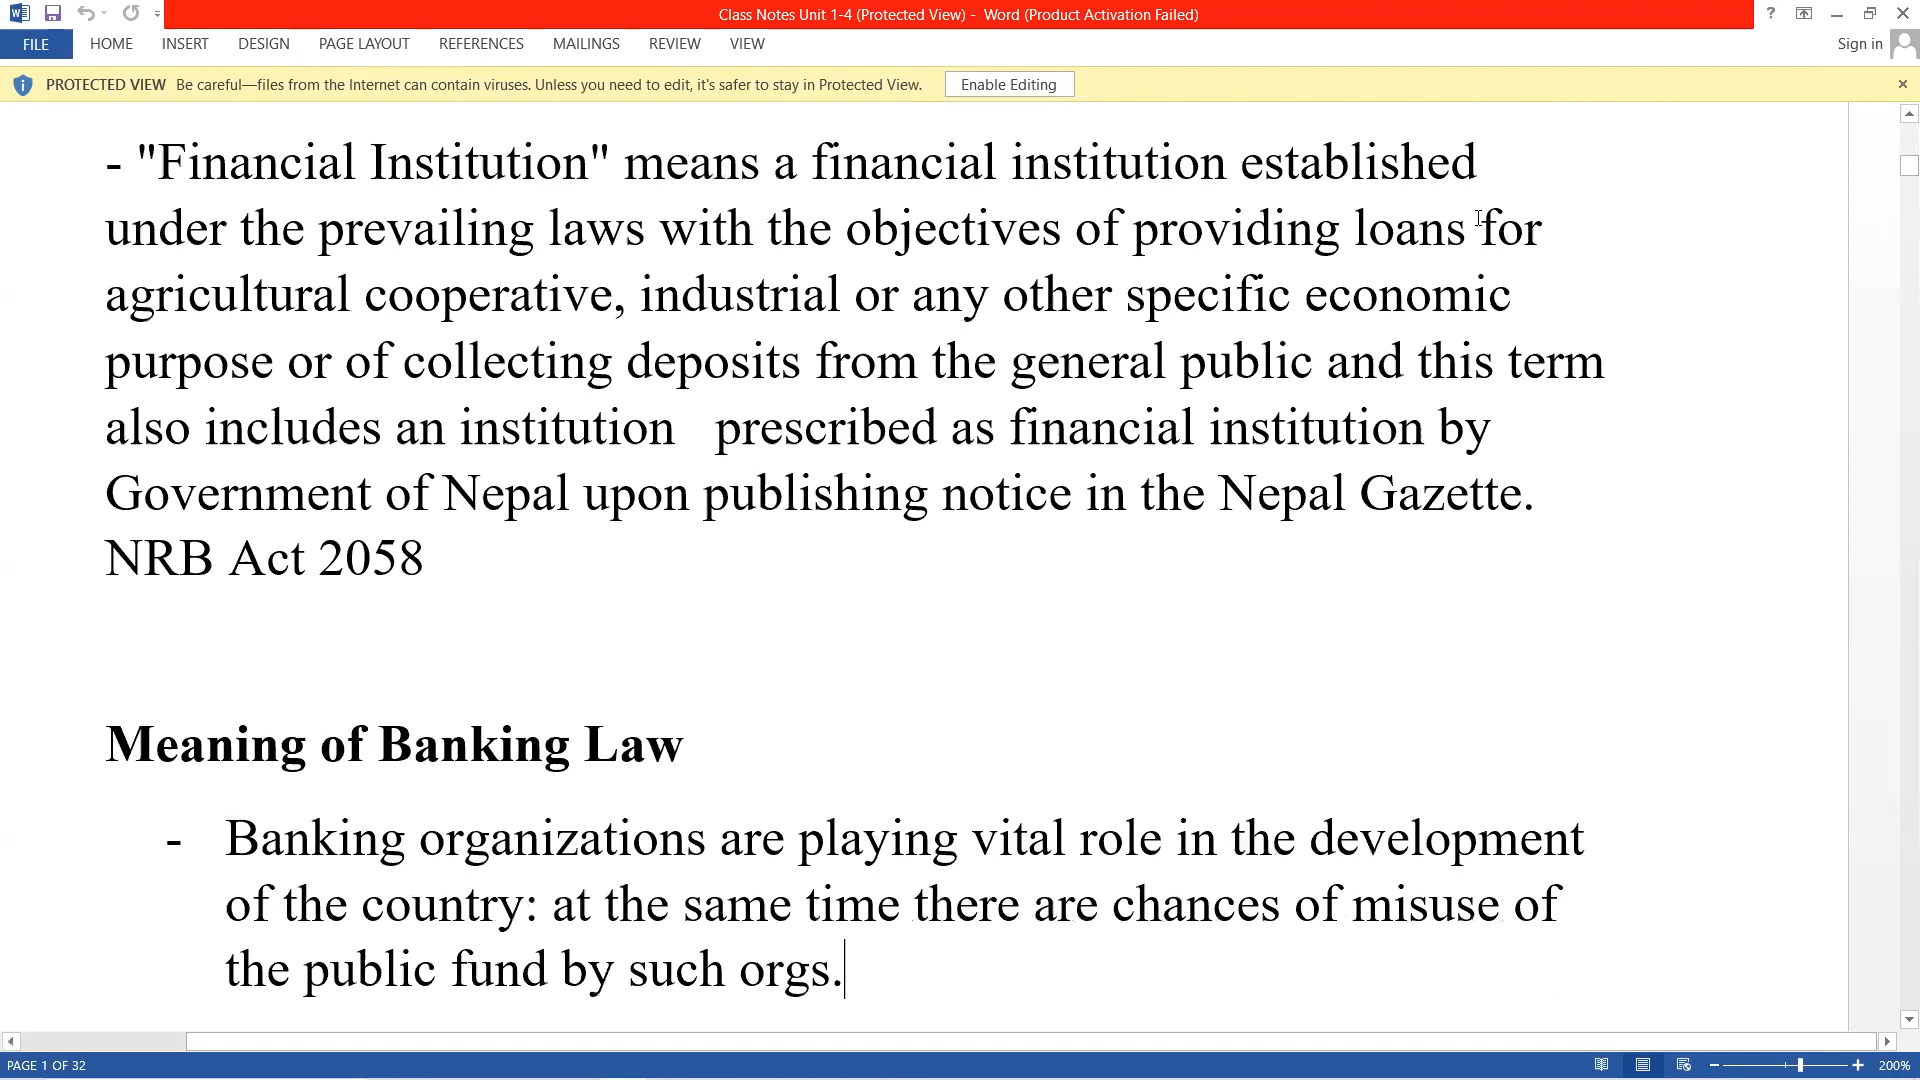 Class Notes Unit 1-4 (Protected View) - Word (Product Activation Failed)
?
FILE HOME INSERT DESIGN PAGE LAYOUT REFERENCES MAILINGS REVIEW VIEW Sign in
PROTECTED VIEW Be careful—files from the Internet can contain viruses. Unless you need to edit, it's safer to stay in Protected View. Enable Editing
- "Financial Institution" means a financial institution established
under the prevailing laws with the objectives of providing loans for
agricultural cooperative, industrial or any other specific economic
purpose or of collecting deposits from the general public and this term
also includes an institution prescribed as financial institution by
Government of Nepal upon publishing notice in the Nepal Gazette.
NRB Act 2058
Meaning of Banking Law
- Banking organizations are playing vital role in the development
of the country: at the same time there are chances of misuse of
the public fund by such orgs.
PAGE 1 OF 32 200%